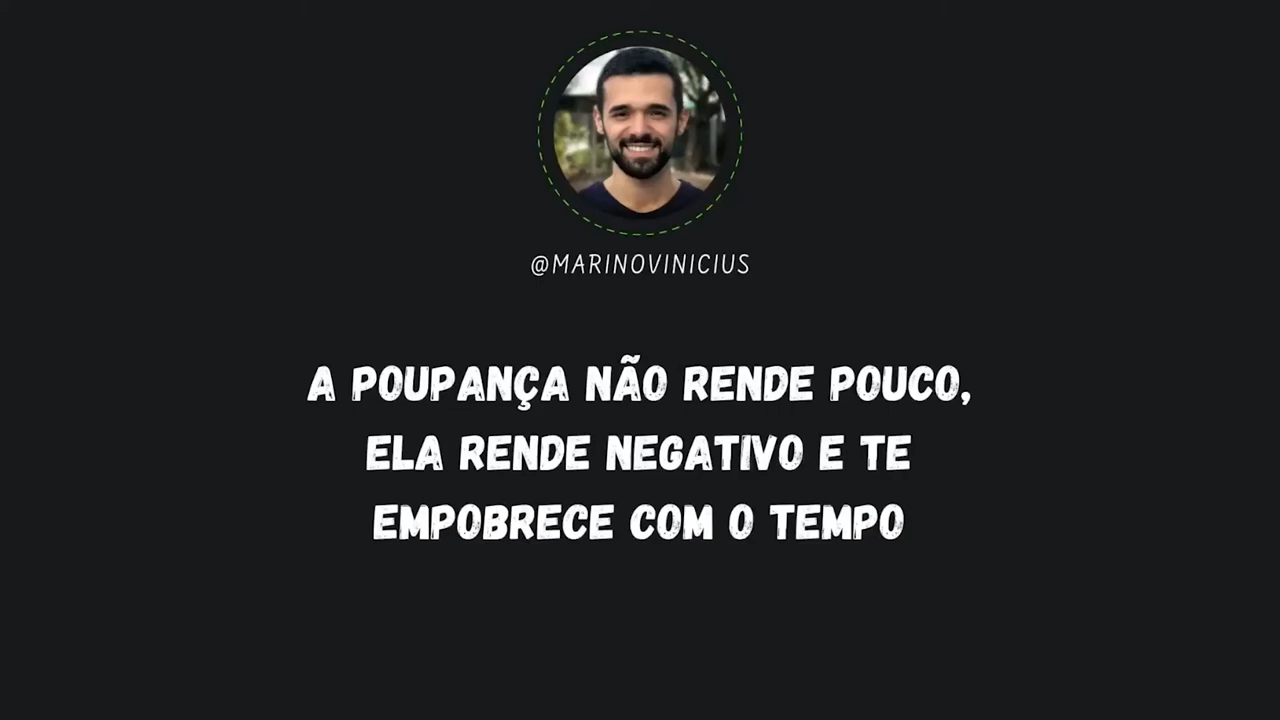 @MARINOVINICIUS
A POUPANÇA NÃO RENDE POUCO,
ELA RENDE NEGATIVO E TE
EMPOBRECE COM O TEMPO